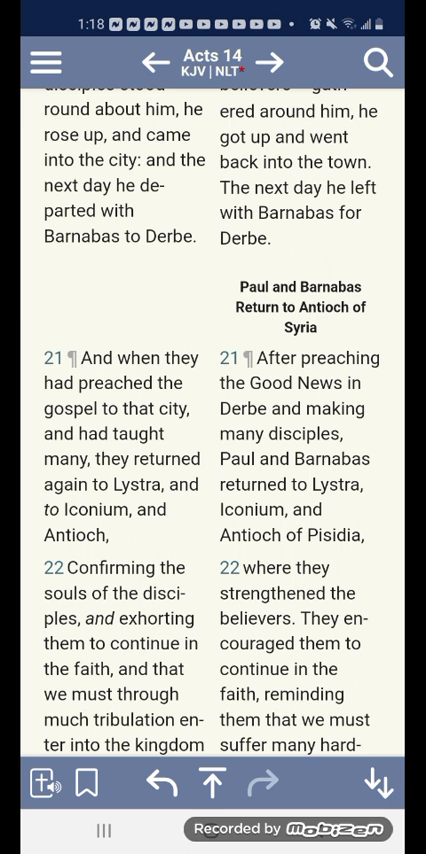 1:18
Acts 14
KJV | NLT*
disciples stood
round about him, he
rose up, and came
into the city: and the
next day he de-
parted with
Barnabas to Derbe.
21 ¶ And when they
had preached the
gospel to that city,
and had taught
many, they returned
again to Lystra, and
to Iconium, and
Antioch,
22 Confirming the
souls of the disci-
ples, and exhorting
them to continue in
the faith, and that
we must through
much tribulation en-
ter into the kingdom
believers gath-
ered around him, he
got up and went
back into the town.
The next day he left
with Barnabas for
Derbe.
Paul and Barnabas
Return to Antioch of
Syria
21 ¶ After preaching
the Good News in
Derbe and making
many disciples,
Paul and Barnabas
returned to Lystra,
Iconium, and
Antioch of Pisidia,
22 where they
strengthened the
believers. They en-
couraged them to
continue in the
faith, reminding
them that we must
suffer many hard-
Recorded by Mobizen